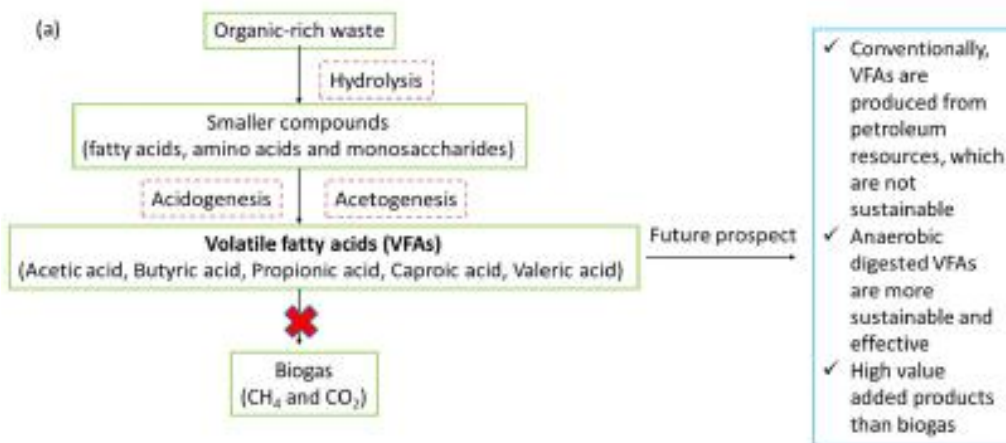 (a)
Organic-rich waste
Hydrolysis
Smaller compounds
(fatty acids, amino acids and monosaccharides)
Acidogenesis
Acetogenesis
Volatile fatty acids (VFAs)
(Acetic acid, Butyric acid, Propionic acid, Caproic acid, Valeric acid)
Biogas
(CH₄ and CO₂)
Future prospect
✓ Conventionally,
VFAs are
produced from
petroleum
resources, which
are not
sustainable
✓ Anaerobic
digested VFAs
are more
sustainable and
effective
✓ High value
added products
than biogas